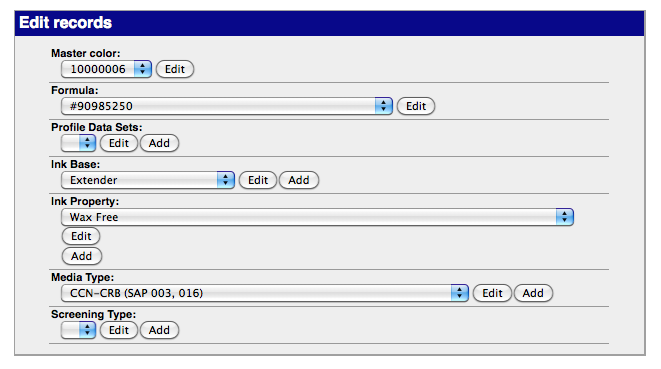 Edit records
Master color:
10000006 Edit
Formula:
#90985250 Edit
Profile Data Sets:
Edit Add
Ink Base:
Extender Edit Add
Ink Property:
Wax Free
Edit
Add
Media Type:
CCN-CRB (SAP 003, 016) Edit Add
Screening Type:
Edit Add